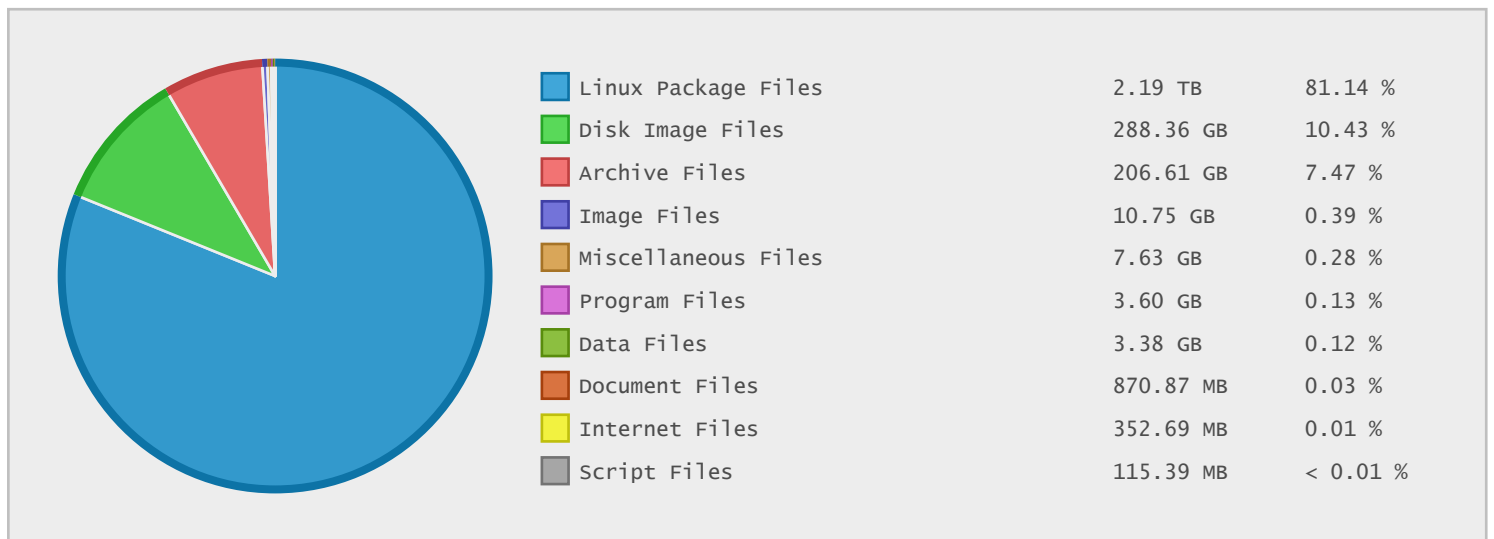 Linux Package Files 2.19 TB 81.14 %
Disk Image Files 288.36 GB 10.43 %
Archive Files 206.61 GB 7.47 %
Image Files 10.75 GB 0.39 %
Miscellaneous Files 7.63 GB 0.28 %
Program Files 3.60 GB 0.13 %
Data Files 3.38 GB 0.12 %
Document Files 870.87 MB 0.03 %
Internet Files 352.69 MB 0.01 %
Script Files 115.39 MB < 0.01 %